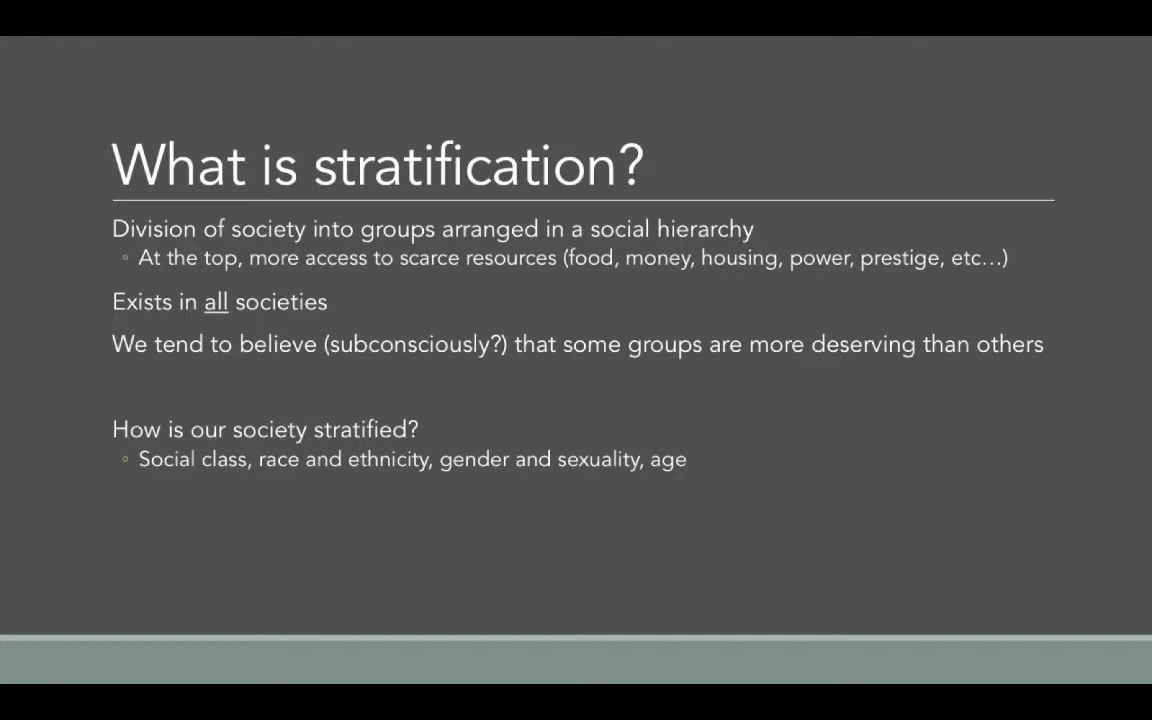 What is stratification?
Division of society into groups arranged in a social hierarchy
◦ At the top, more access to scarce resources (food, money, housing, power, prestige, etc...)
Exists in all societies
We tend to believe (subconsciously?) that some groups are more deserving than others
How is our society stratified?
◦ Social class, race and ethnicity, gender and sexuality, age